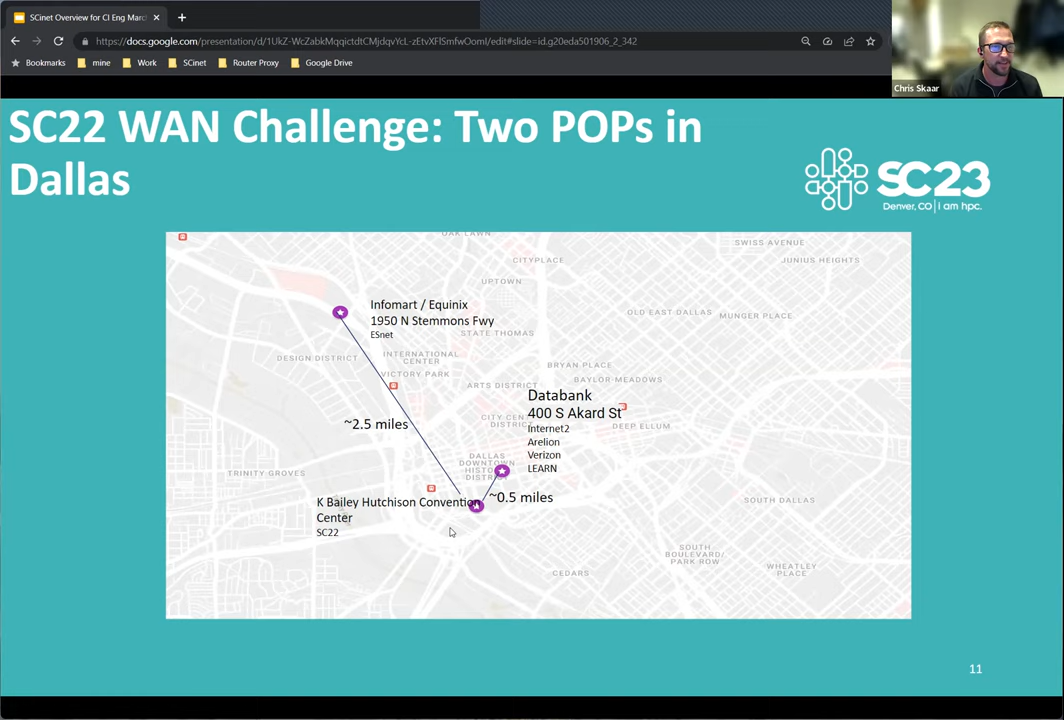 SCinet Overview for CI Eng Marc
https://docs.google.com/presentation/d/1UkZ-WcZabkMqqictdtCMjdqvYcL-zEtvXFlSmfwOomI/edit#slide=id.g20eda501906_2_342
Bookmarks mine Work SCinet Router Proxy Google Drive
Chris Skaar
SC22 WAN Challenge: Two POPs in
Dallas
SC23
Denver, CO | I am hpc.
OAK LAWN
SWISS AVENUE
CITYPLACE
JUNIUS HEIGHTS
UPTOWN
Infomart / Equinix
1950 N Stemmons Fwy
ESnet
OLD EAST DALLAS
MUNGER PLACE
STATE THOMAS
DESIGN DISTRICT
INTERNATIONAL
CENTER
VICTORY PARK
BRYAN PLACE
BAYLOR MEADOWS
ARTS DISTRICT
Databank
400 S Akard St
Internet2
Arelion
Verizon
LEARN
~2.5 miles
CITY CEN
DISTRIC
DEEP ELLUM
DALLAS
DOWNTOWN
HISTO
DISTRI
TRINITY GROVES
K Bailey Hutchison Convention
Center
SC22
~0.5 miles
SOUTH DALLAS
SOUTH
BOULEVARD/
PARK ROW
WHEATLEY
PLACE
CEDARS
11